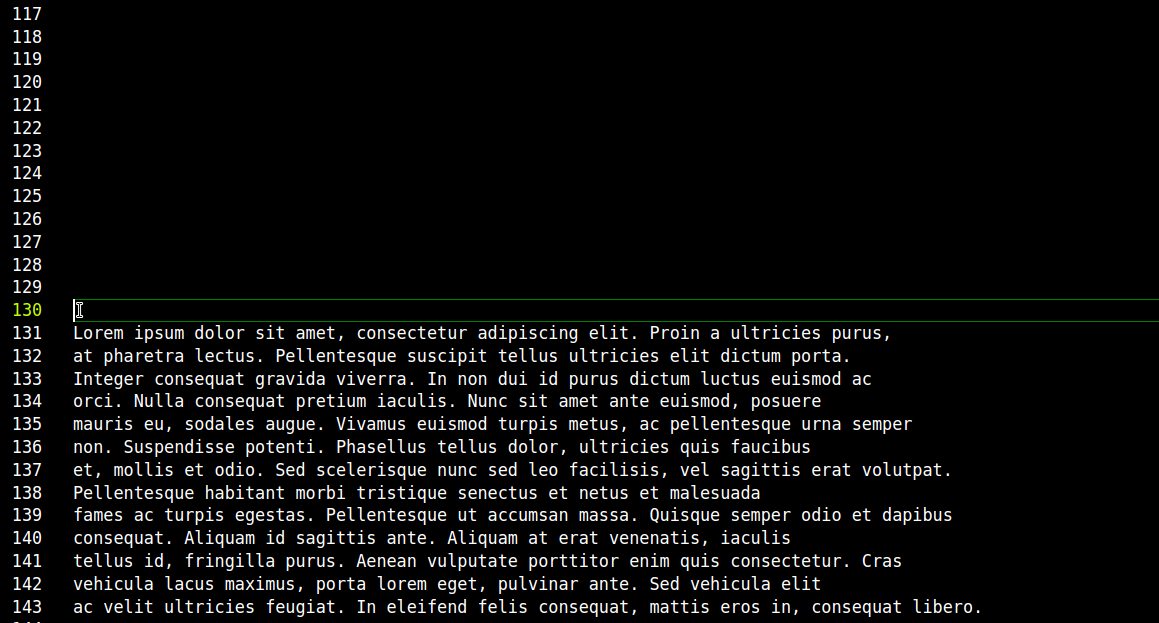 117
118
119
120
121
122
123
124
125
126
127
128
129
130
131 Lorem ipsum dolor sit amet, consectetur adipiscing elit. Proin a ultricies purus,
132 at pharetra lectus. Pellentesque suscipit tellus ultricies elit dictum porta.
133 Integer consequat gravida viverra. In non dui id purus dictum luctus euismod ac
134 orci. Nulla consequat pretium iaculis. Nunc sit amet ante euismod, posuere
135 mauris eu, sodales augue. Vivamus euismod turpis metus, ac pellentesque urna semper
136 non. Suspendisse potenti. Phasellus tellus dolor, ultricies quis faucibus
137 et, mollis et odio. Sed scelerisque nunc sed leo facilisis, vel sagittis erat volutpat.
138 Pellentesque habitant morbi tristique senectus et netus et malesuada
139 fames ac turpis egestas. Pellentesque ut accumsan massa. Quisque semper odio et dapibus
140 consequat. Aliquam id sagittis ante. Aliquam at erat venenatis, iaculis
141 tellus id, fringilla purus. Aenean vulputate porttitor enim quis consectetur. Cras
142 vehicula lacus maximus, porta lorem eget, pulvinar ante. Sed vehicula elit
143 ac velit ultricies feugiat. In eleifend felis consequat, mattis eros in, consequat libero.